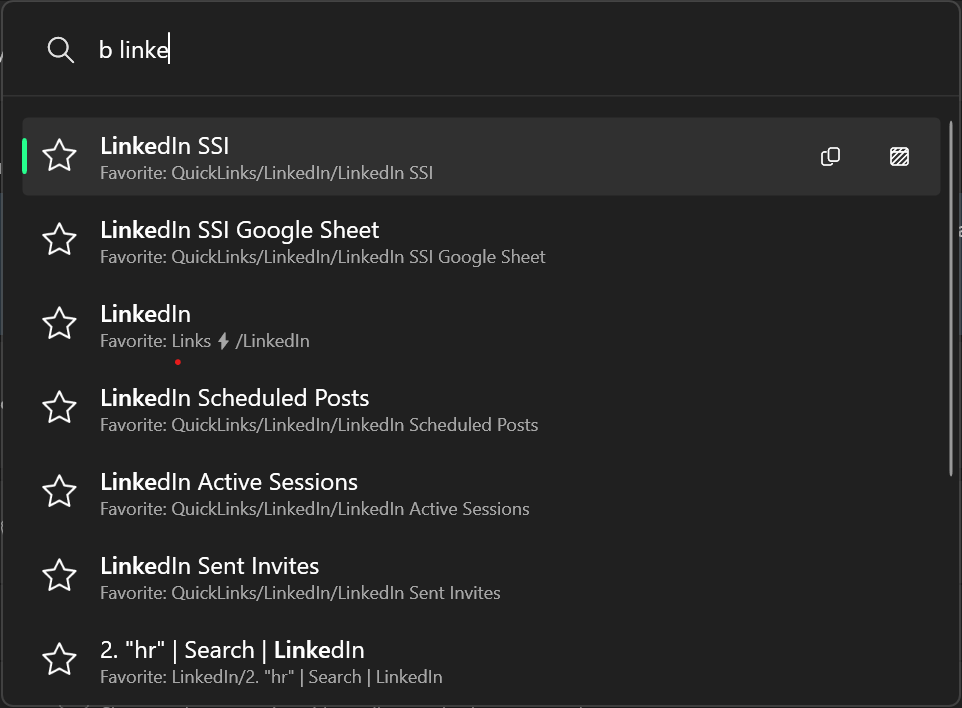 b linke
LinkedIn SSI
Favorite: QuickLinks/LinkedIn/LinkedIn SSI
LinkedIn SSI Google Sheet
Favorite: QuickLinks/LinkedIn/LinkedIn SSI Google Sheet
LinkedIn
Favorite: Links⚡/LinkedIn
LinkedIn Scheduled Posts
Favorite: QuickLinks/LinkedIn/LinkedIn Scheduled Posts
LinkedIn Active Sessions
Favorite: QuickLinks/LinkedIn/LinkedIn Active Sessions
LinkedIn Sent Invites
Favorite: QuickLinks/LinkedIn/LinkedIn Sent Invites
2. "hr" | Search | LinkedIn
Favorite: LinkedIn/2. "hr" | Search | LinkedIn